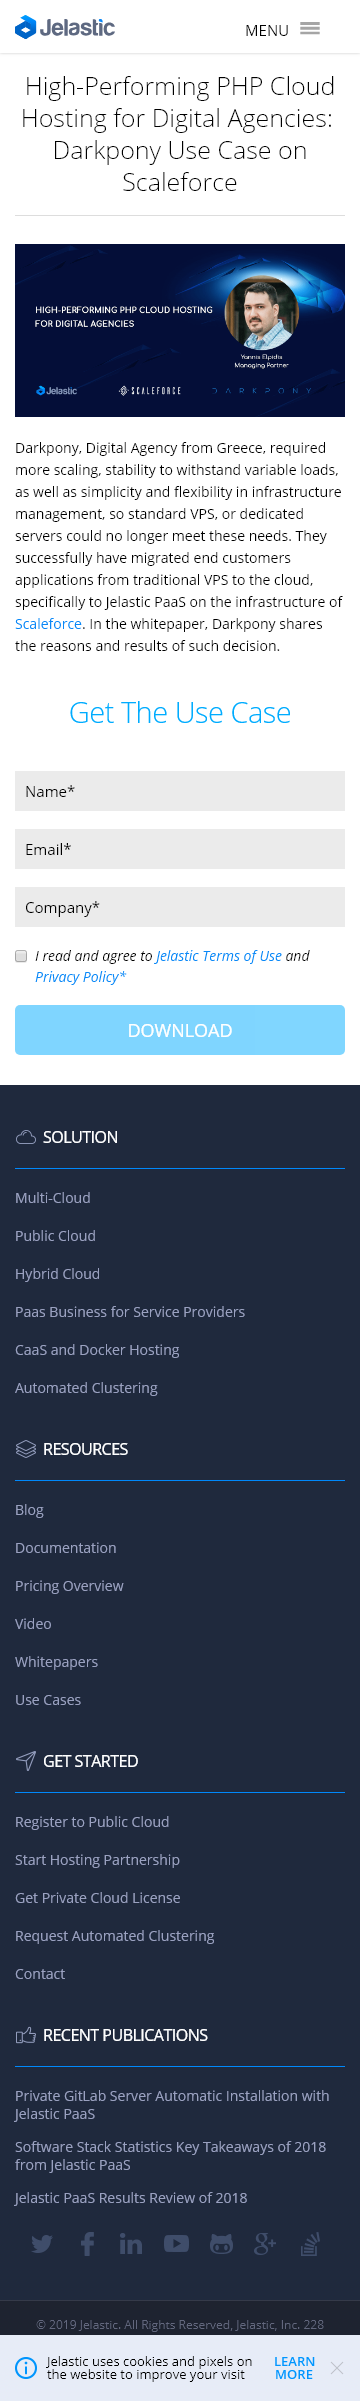 Jelastic
MENU
High-Performing PHP Cloud
Hosting for Digital Agencies:
Darkpony Use Case on
Scaleforce
HIGH-PERFORMING PHP CLOUD HOSTING
FOR DIGITAL AGENCIES
Yannis Elpidis
Managing Partner
Jelastic
SCALEFORCE
DARKPONY
Darkpony, Digital Agency from Greece, required
more scaling, stability to withstand variable loads,
as well as simplicity and flexibility in infrastructure
management, so standard VPS, or dedicated
servers could no longer meet these needs. They
successfully have migrated end customers
applications from traditional VPS to the cloud,
specifically to Jelastic PaaS on the infrastructure of
Scaleforce. In the whitepaper, Darkpony shares
the reasons and results of such decision.
Get The Use Case
Name*
Email*
Company*
I read and agree to Jelastic Terms of Use and
Privacy Policy*
DOWNLOAD
SOLUTION
Multi-Cloud
Public Cloud
Hybrid Cloud
Paas Business for Service Providers
CaaS and Docker Hosting
Automated Clustering
RESOURCES
Blog
Documentation
Pricing Overview
Video
Whitepapers
Use Cases
GET STARTED
Register to Public Cloud
Start Hosting Partnership
Get Private Cloud License
Request Automated Clustering
Contact
RECENT PUBLICATIONS
Private GitLab Server Automatic Installation with
Jelastic PaaS
Software Stack Statistics Key Takeaways of 2018
from Jelastic PaaS
Jelastic PaaS Results Review of 2018
© 2019 Jelastic. All Rights Reserved, Jelastic, Inc. 228
Jelastic uses cookies and pixels on
the website to improve your visit
LEARN
MORE